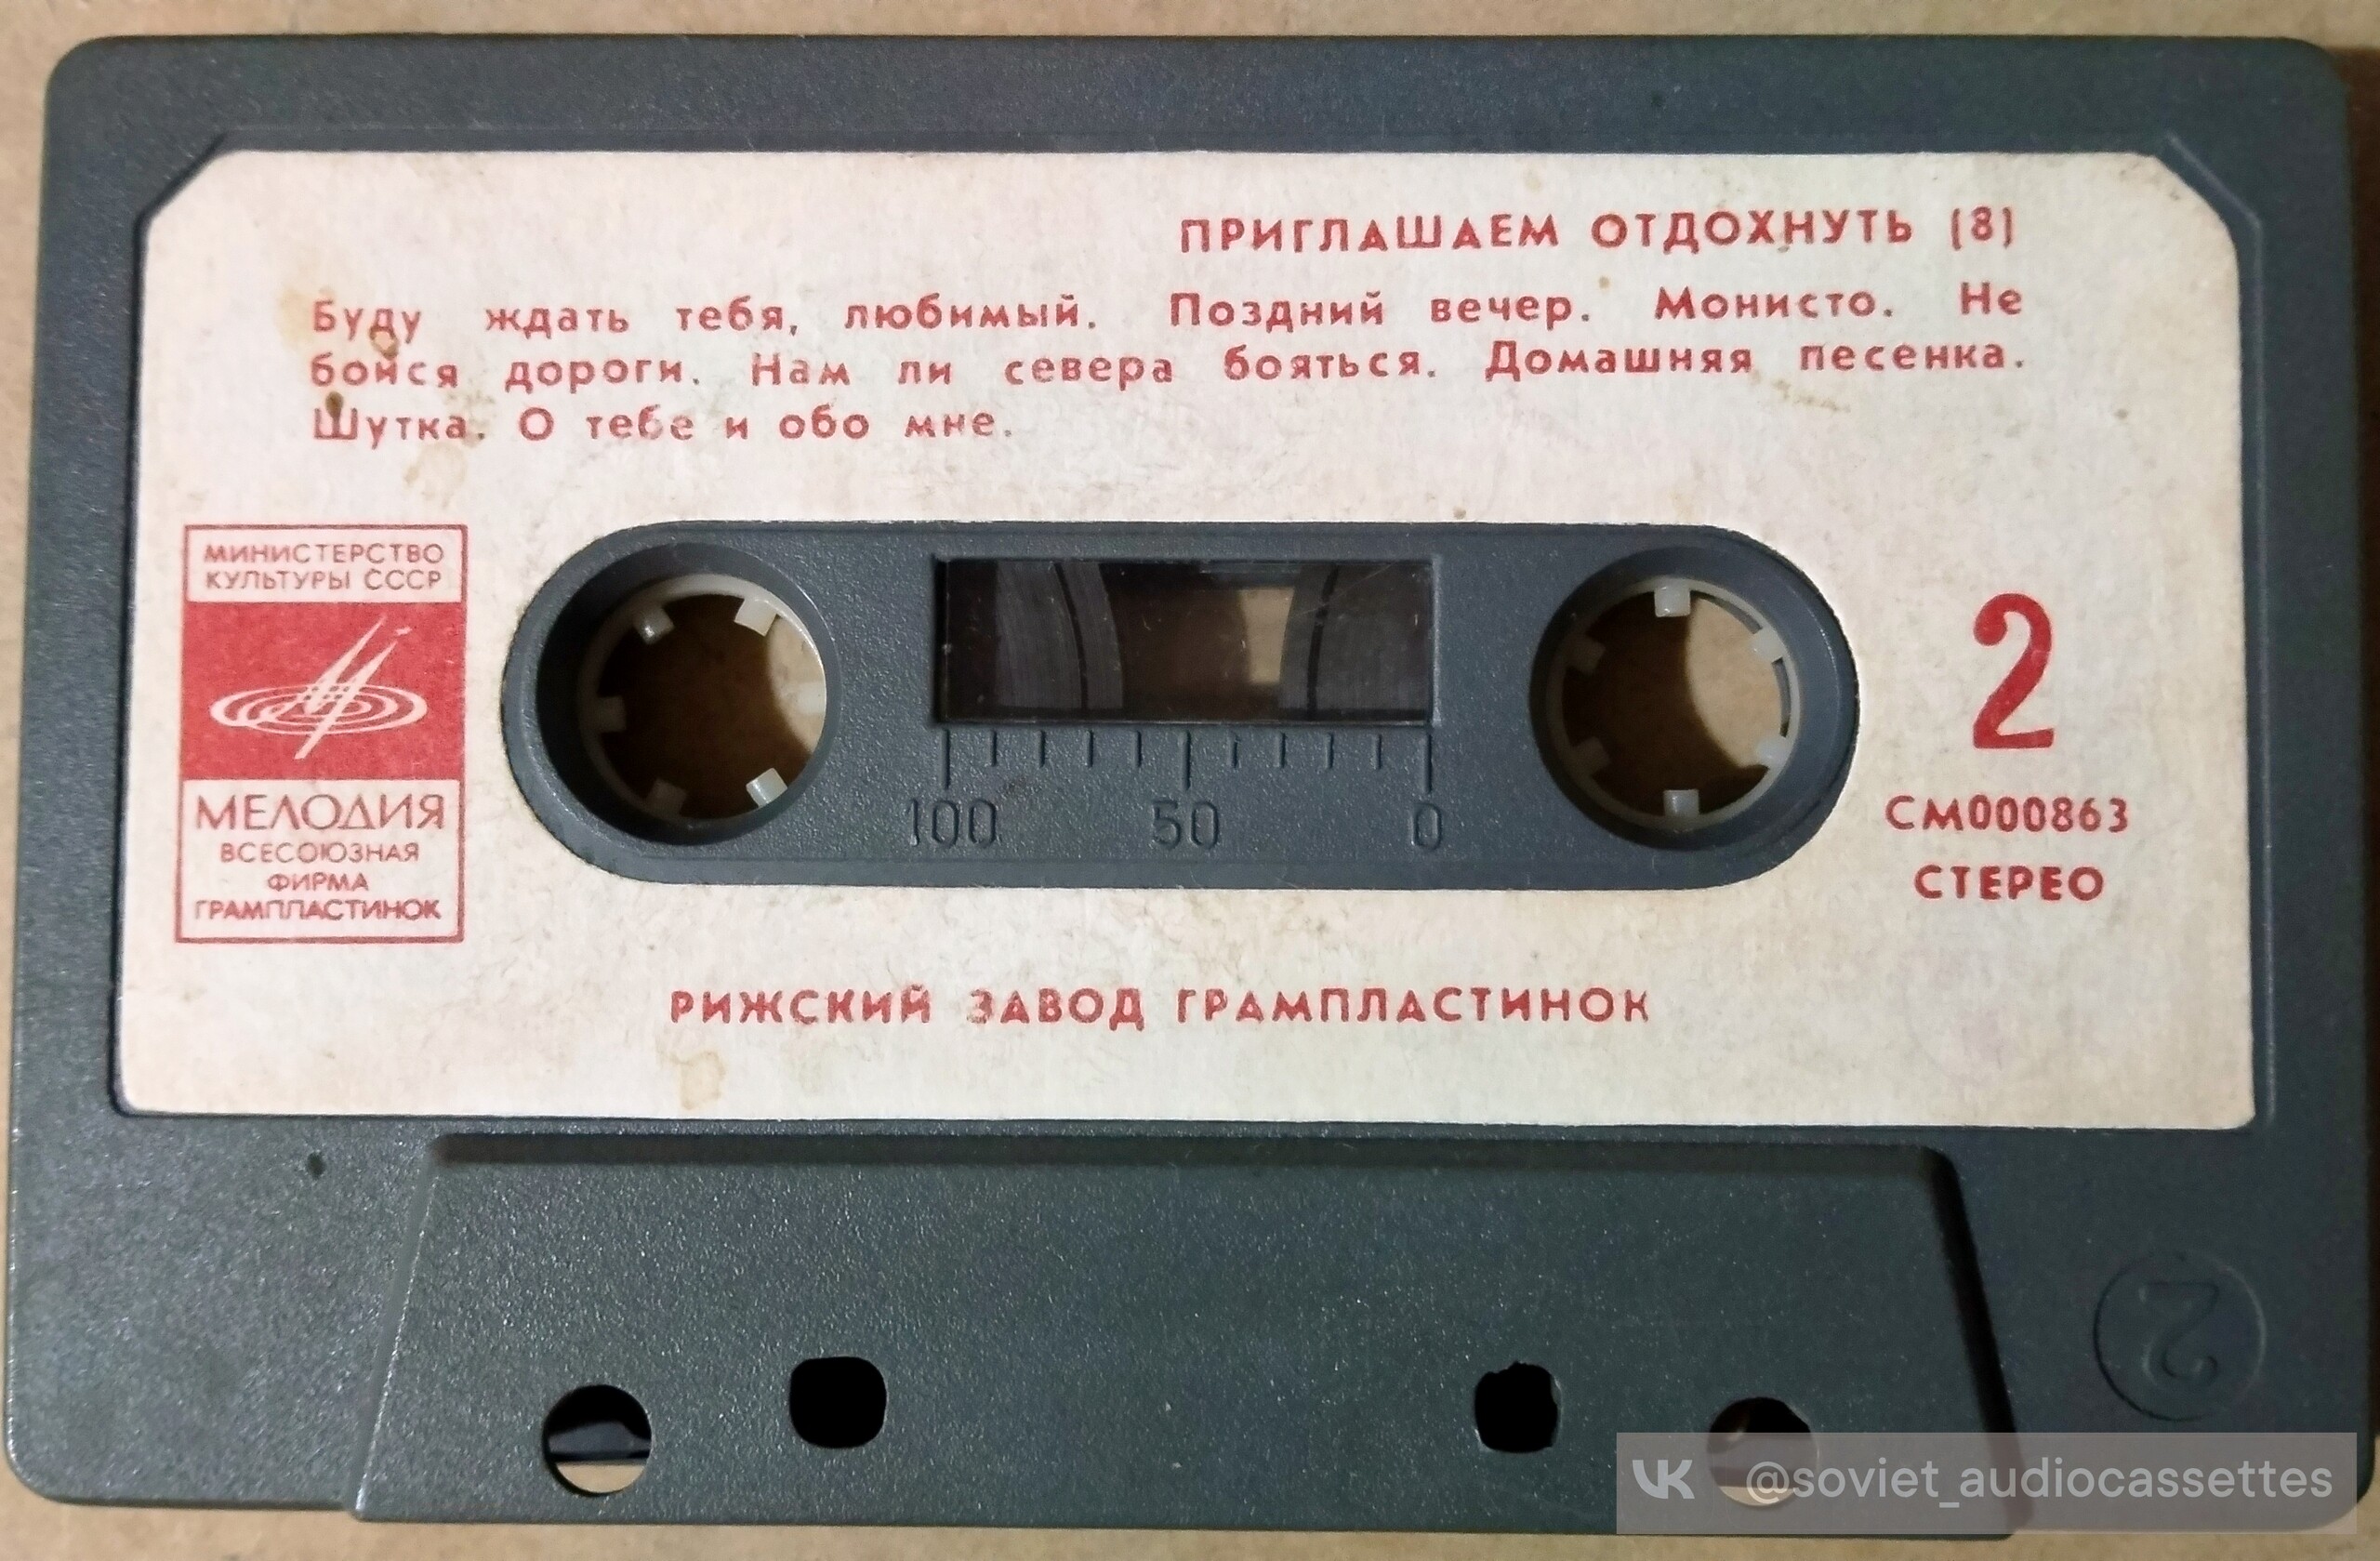 ПРИГЛАШАЕМ ОТДОХНУТЬ (8)
Буду ждать тебя, любимый. Поздний вечер. Монисто. Не
бойся дороги. Нам ли севера бояться. Домашняя песенка.
Шутка. О тебе и обо мне.
МИНИСТЕРСТВО
КУЛЬТУРЫ СССР
МЕЛОДИЯ
ВСЕСОЮЗНАЯ
ФИРМА
ГРАМПЛАСТИНОК
100 50 0
2
СМ000863
СТЕРЕО
РИЖСКИЙ ЗАВОД ГРАМПЛАСТИНОК
2
VK @soviet_audiocassettes